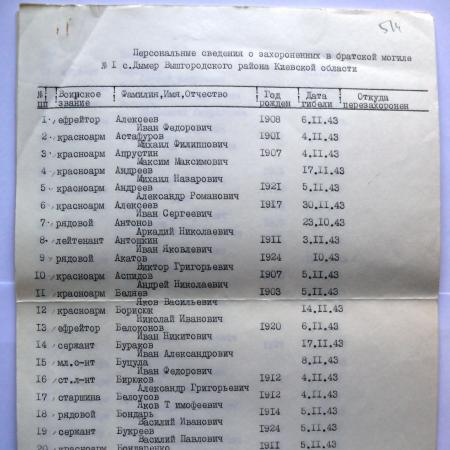 5/4
Персональные сведения о захороненных в братской могиле
№ I с.Дымер Вышгородского района Киевской области
№ пп Воинское звание Фамилия,Имя,Отчество Год рожден Дата гибели Откуда перезахоронен
1. ефрейтор Алексеев 1908 6.II.43
Иван Федорович
2. красноарм Астафуров 1901 4.II.43
Михаил Филиппович
3. красноарм Апрустин 1907 4.II.43
Максим Максимович
4. красноарм Андреев 17.II.43
Михаил Назарович
5. красноарм Андреев 1921 5.II.43
Александр Романович
6. красноарм Алексеев 1917 30.II.43
Иван Сергеевич
7. рядовой Антонов 23.10.43
Аркадий Николаевич
8. лейтенант Антошкин 1911 3.II.43
Иван Яковлевич
9. рядовой Акатов 1924 10.43
Виктор Григорьевич
10 красноарм Аспидов 1907 5.II.43
Андрей Николаевич
11 красноарм Беляев 1903 5.II.43
Яков Васильевич
12 красноарм Борисюк 14.II.43
Николай Иванович
13 ефрейтор Белоконов 1920 6.II.43
Иван Никитович
14 сержант Бураков 17.II.43
Иван Александрович
15 мл.с-нт Буцула 8.II.43
Иван Федорович
16 ст.л-нт Бирюков 1912 4.II.43
Александр Григорьевич
17 старшина Белоусов 1912 4.II.43
Яков Тимофеевич
18 рядовой Бондарь 1914 5.II.43
Василий Иванович
19 сержант Букреев 1924 5.II.43
Василий Павлович
20 красноарм Бондаренко 1911 5.II.43